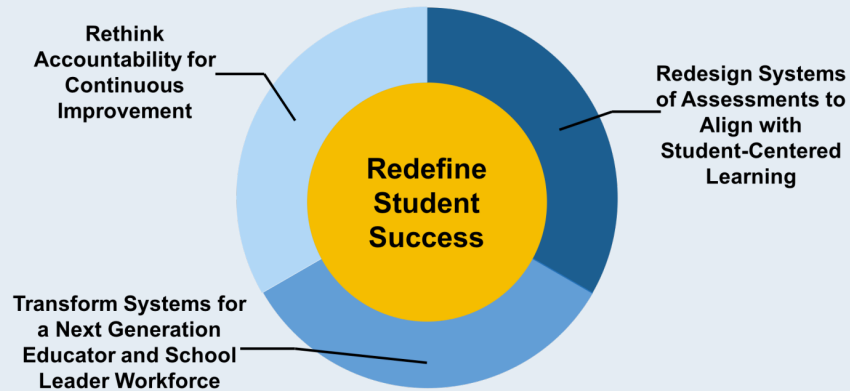 Rethink
Accountability for
Continuous
Improvement
Redesign Systems
of Assessments to
Align with
Student-Centered
Learning
Redefine
Student
Success
Transform Systems for
a Next Generation
Educator and School
Leader Workforce